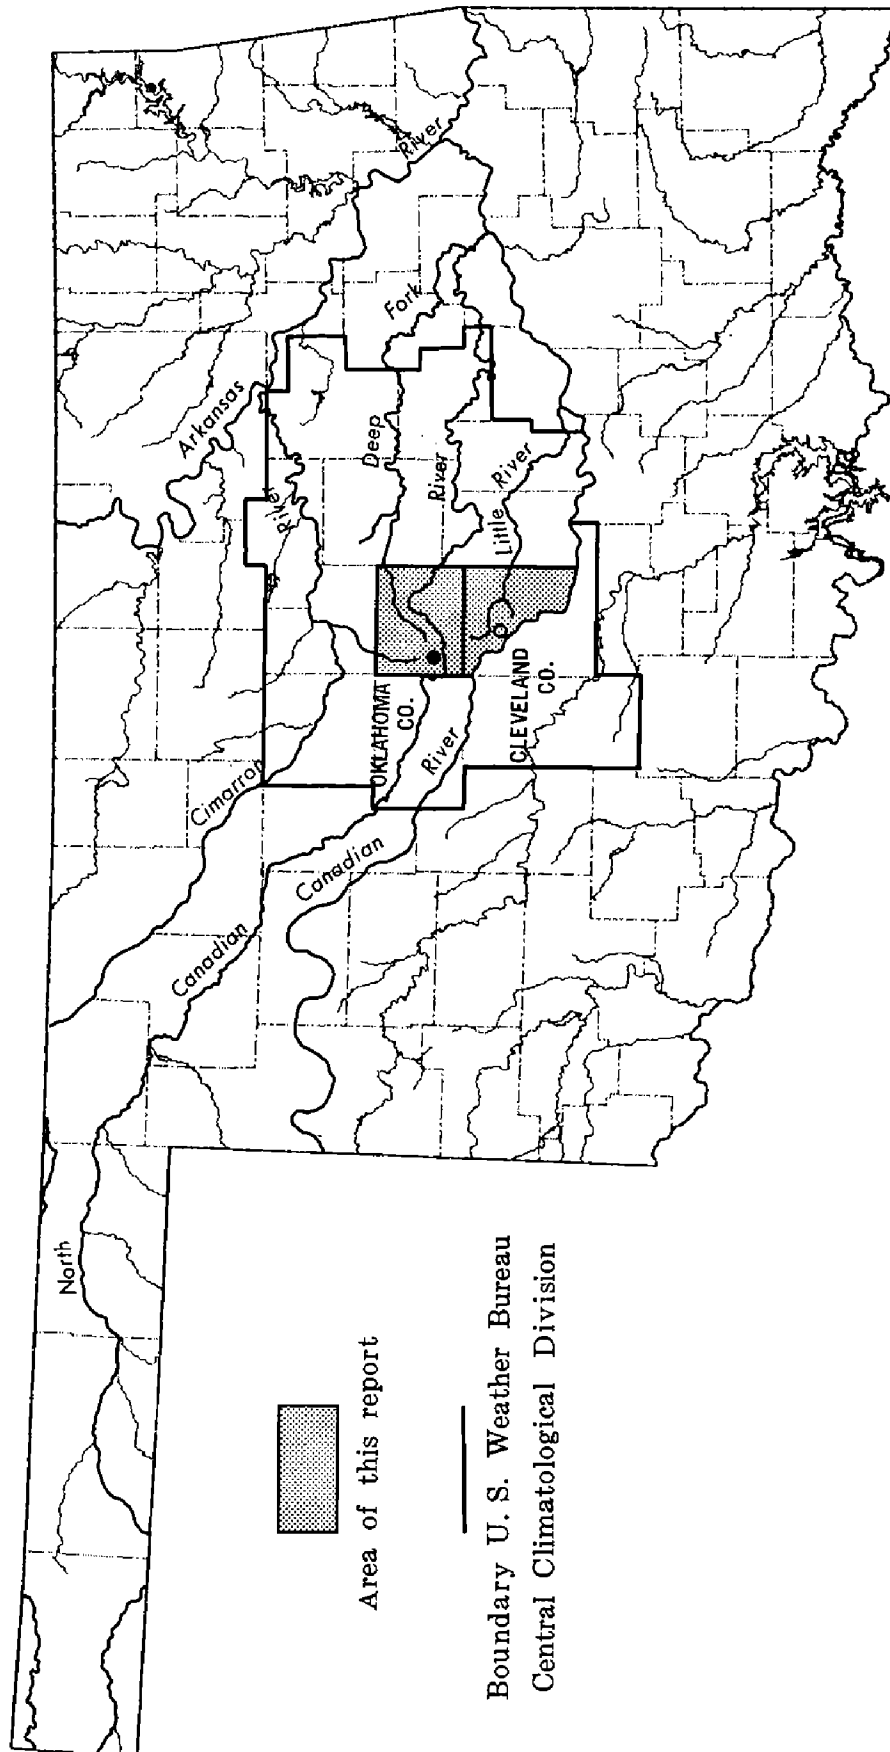 North
Canadian
Canadian
River
Cimarron
River
Arkansas
River
Deep
Fork
River
Little
River
OKLAHOMA
CO.
CLEVELAND
CO.
Area of this report
Boundary U. S. Weather Bureau
Central Climatological Division